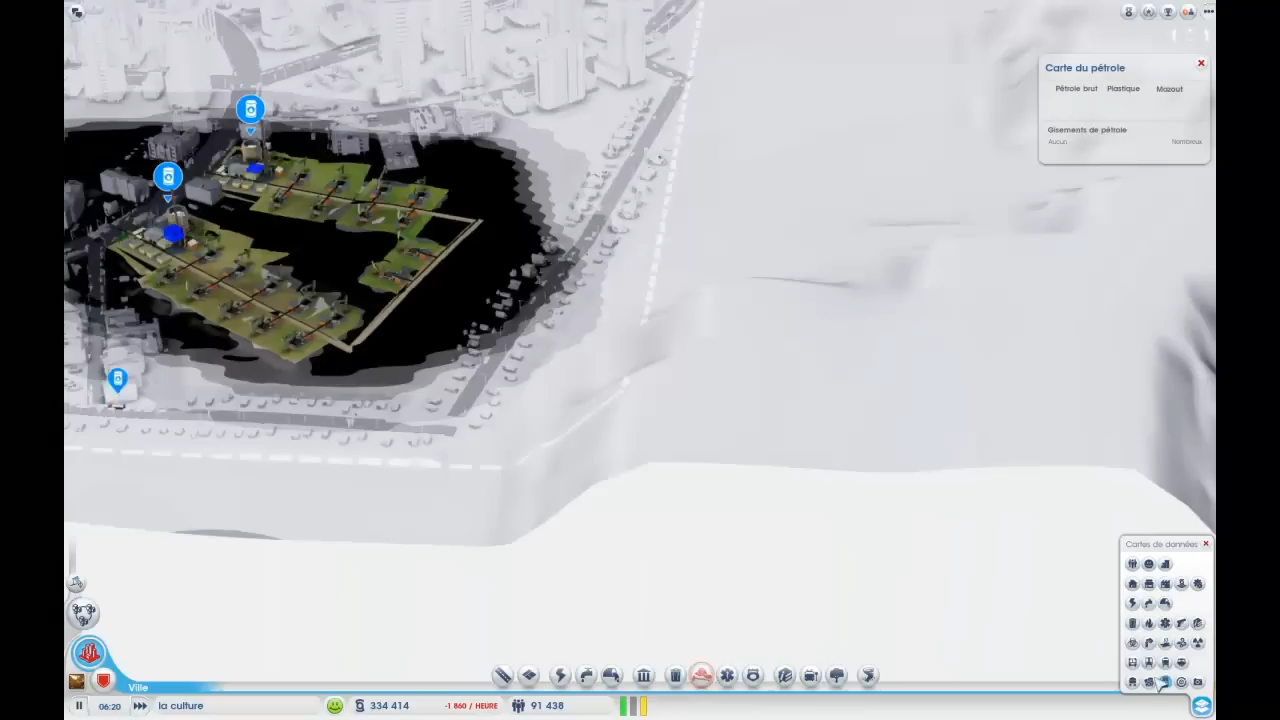 Carte du pétrole
Pétrole brut Plastique Mazout
Gisements de pétrole
Aucun Nombreux
Cartes de données
Ville
06:20 la culture 334 414 -1 860 / HEURE 91 438